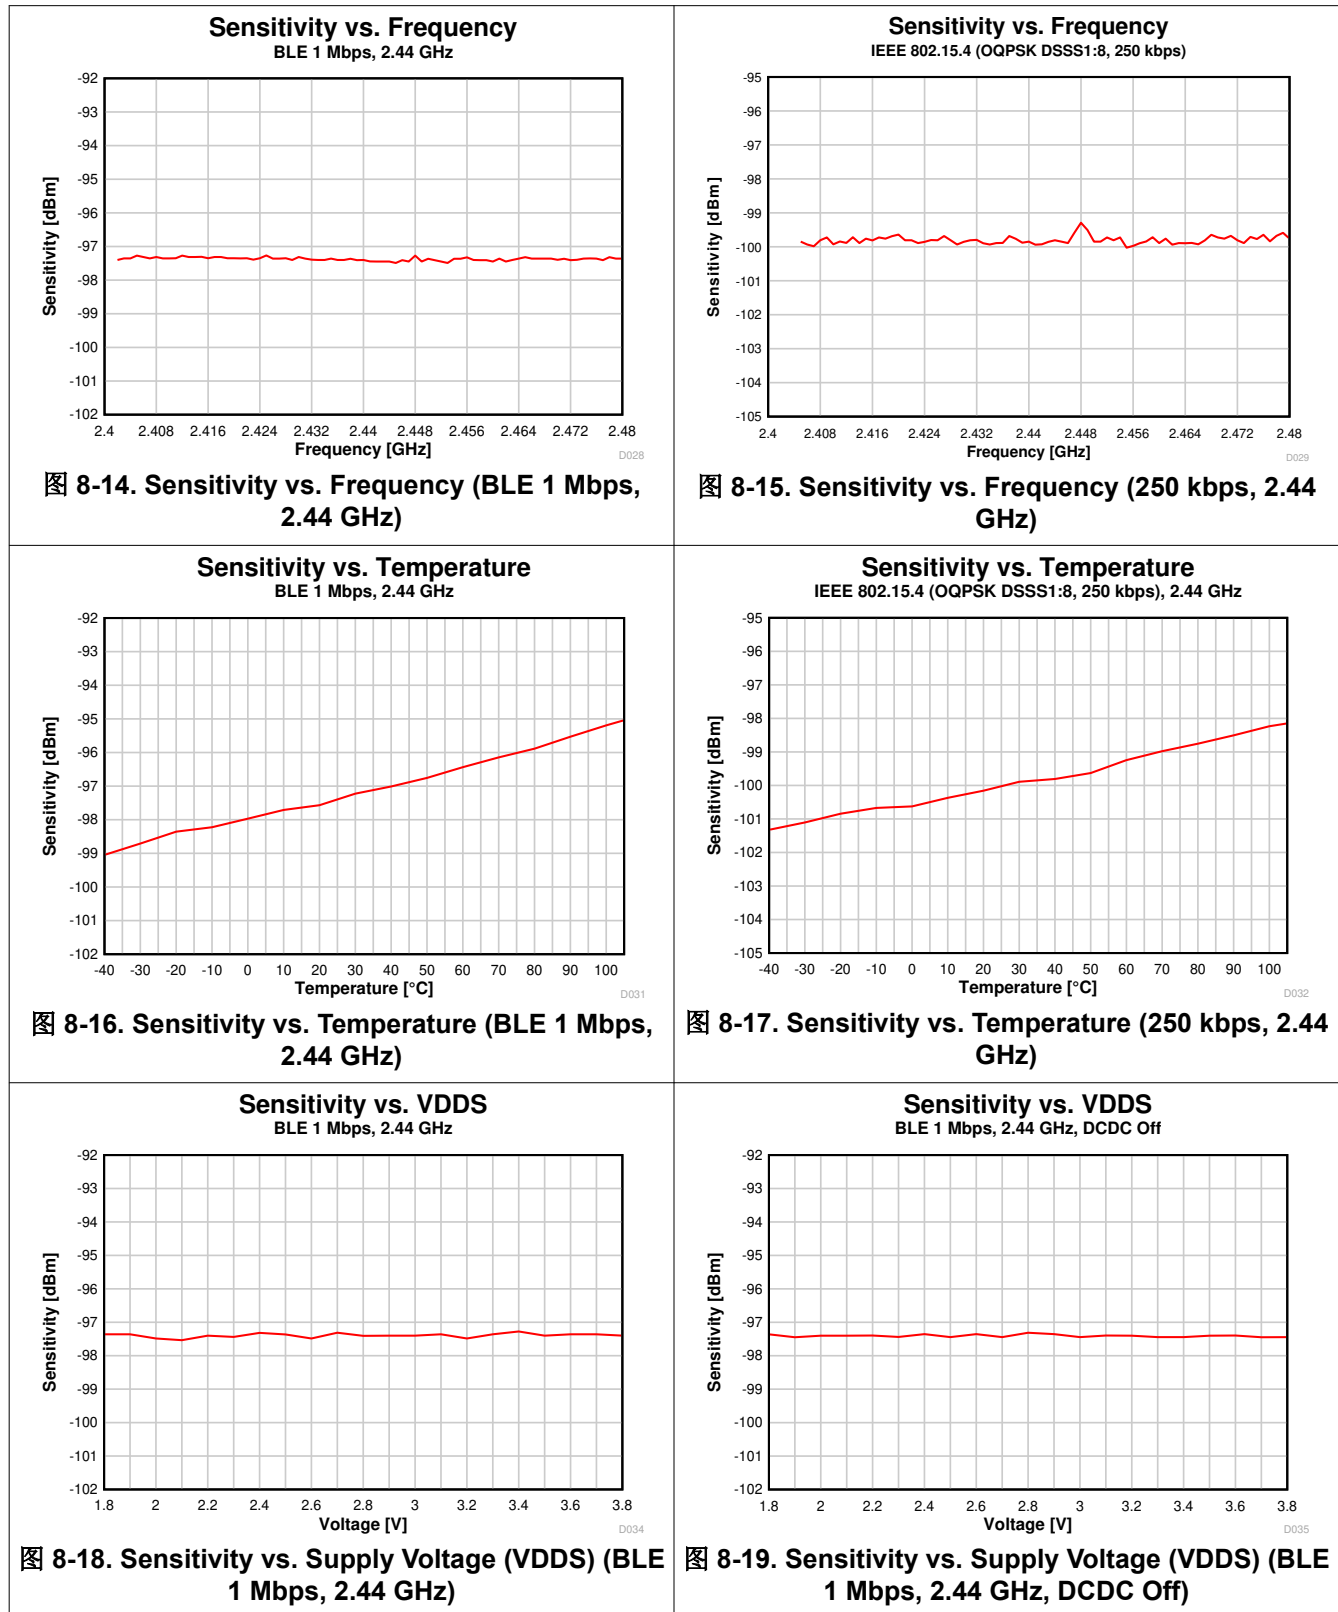 Sensitivity vs. Frequency
BLE 1 Mbps, 2.44 GHz
-92
-93
-94
-95
-96
-97
-98
-99
-100
-101
-102
Sensitivity [dBm]
2.4 2.408 2.416 2.424 2.432 2.44 2.448 2.456 2.464 2.472 2.48
Frequency [GHz]
D028
图 8-14. Sensitivity vs. Frequency (BLE 1 Mbps,
2.44 GHz)
Sensitivity vs. Frequency
IEEE 802.15.4 (OQPSK DSSS1:8, 250 kbps)
-95
-96
-97
-98
-99
-100
-101
-102
-103
-104
-105
Sensitivity [dBm]
2.4 2.408 2.416 2.424 2.432 2.44 2.448 2.456 2.464 2.472 2.48
Frequency [GHz]
D029
图 8-15. Sensitivity vs. Frequency (250 kbps, 2.44
GHz)
Sensitivity vs. Temperature
BLE 1 Mbps, 2.44 GHz
-92
-93
-94
-95
-96
-97
-98
-99
-100
-101
-102
Sensitivity [dBm]
-40 -30 -20 -10 0 10 20 30 40 50 60 70 80 90 100
Temperature [°C]
D031
图 8-16. Sensitivity vs. Temperature (BLE 1 Mbps,
2.44 GHz)
Sensitivity vs. Temperature
IEEE 802.15.4 (OQPSK DSSS1:8, 250 kbps), 2.44 GHz
-95
-96
-97
-98
-99
-100
-101
-102
-103
-104
-105
Sensitivity [dBm]
-40 -30 -20 -10 0 10 20 30 40 50 60 70 80 90 100
Temperature [°C]
D032
图 8-17. Sensitivity vs. Temperature (250 kbps, 2.44
GHz)
Sensitivity vs. VDDS
BLE 1 Mbps, 2.44 GHz
-92
-93
-94
-95
-96
-97
-98
-99
-100
-101
-102
Sensitivity [dBm]
1.8 2 2.2 2.4 2.6 2.8 3 3.2 3.4 3.6 3.8
Voltage [V]
D034
图 8-18. Sensitivity vs. Supply Voltage (VDDS) (BLE
1 Mbps, 2.44 GHz)
Sensitivity vs. VDDS
BLE 1 Mbps, 2.44 GHz, DCDC Off
-92
-93
-94
-95
-96
-97
-98
-99
-100
-101
-102
Sensitivity [dBm]
1.8 2 2.2 2.4 2.6 2.8 3 3.2 3.4 3.6 3.8
Voltage [V]
D035
图 8-19. Sensitivity vs. Supply Voltage (VDDS) (BLE
1 Mbps, 2.44 GHz, DCDC Off)